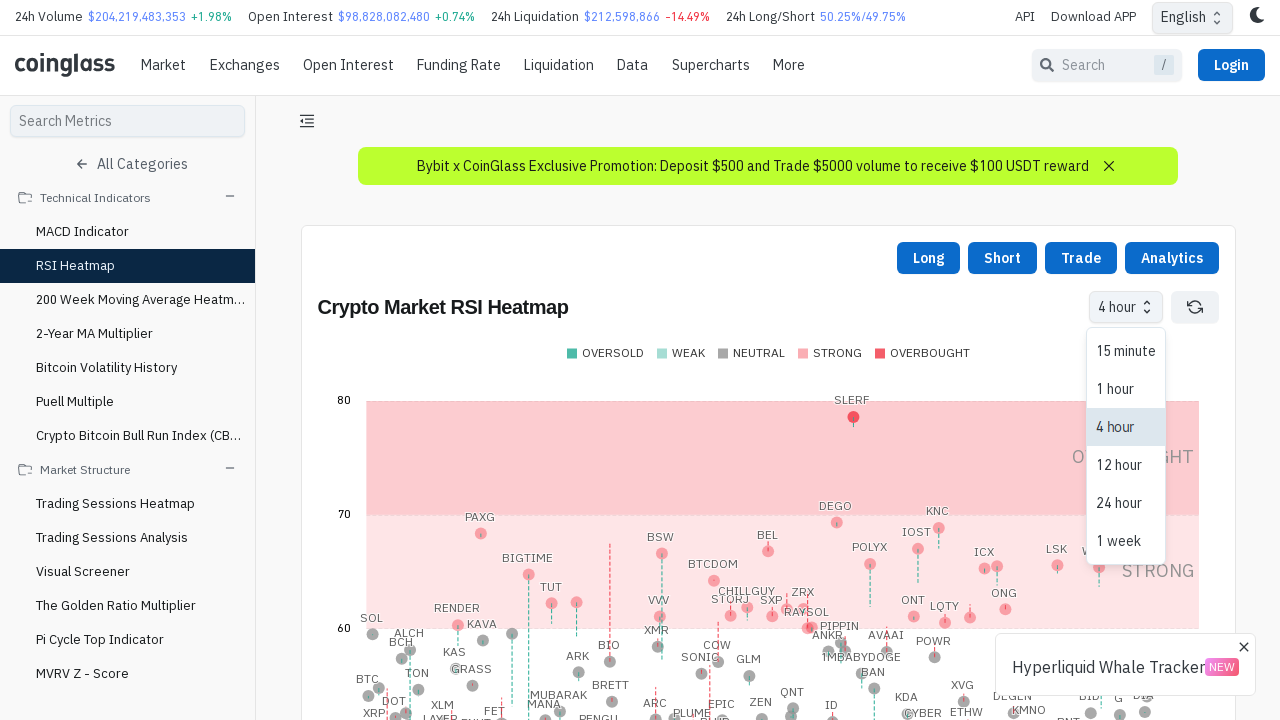 24h Volume $204,219,483,353 +1.98% Open Interest $98,828,082,480 +0.74% 24h Liquidation $212,598,866 -14.49% 24h Long/Short 50.25%/49.75% API Download APP English
coinglass Market Exchanges Open Interest Funding Rate Liquidation Data Supercharts More Search / Login
Search Metrics
All Categories
Technical Indicators
MACD Indicator
RSI Heatmap
200 Week Moving Average Heatm...
2-Year MA Multiplier
Bitcoin Volatility History
Puell Multiple
Crypto Bitcoin Bull Run Index (CB...
Market Structure
Trading Sessions Heatmap
Trading Sessions Analysis
Visual Screener
The Golden Ratio Multiplier
Pi Cycle Top Indicator
MVRV Z - Score
Bybit x CoinGlass Exclusive Promotion: Deposit $500 and Trade $5000 volume to receive $100 USDT reward
Long Short Trade Analytics
Crypto Market RSI Heatmap 4 hour
OVERSOLD WEAK NEUTRAL STRONG OVERBOUGHT
15 minute
1 hour
4 hour
12 hour
24 hour
1 week
80
SLERF
70
DEGO
KNC
PAXG
IOST
BEL
BSW
POLYX
ICX
LSK
BIGTIME
BTCDOM
STRONG
TUT
CHILLGUY
ZRX
ONG
VVV
STORJ
SXP
ONT
RENDER
LQTY
RAYSOL
60
SOL
KAVA
PIPPIN
ALCH
XMR
ANKR
AVAAI
BCH
BIO
COW
POWR
KAS
ARK
SONIC
GLM
1MBABYDOGE
GRASS
TON
BAN
BTC
BRETT
XVG
MUBARAK
QNT
DOT
MANA
ARC
EPIC
ZEN
ID
KDA
XRP
XLM
FET
PENGU
PLUME
CYBER
ETHW
KMNO
Hyperliquid Whale Tracker NEW